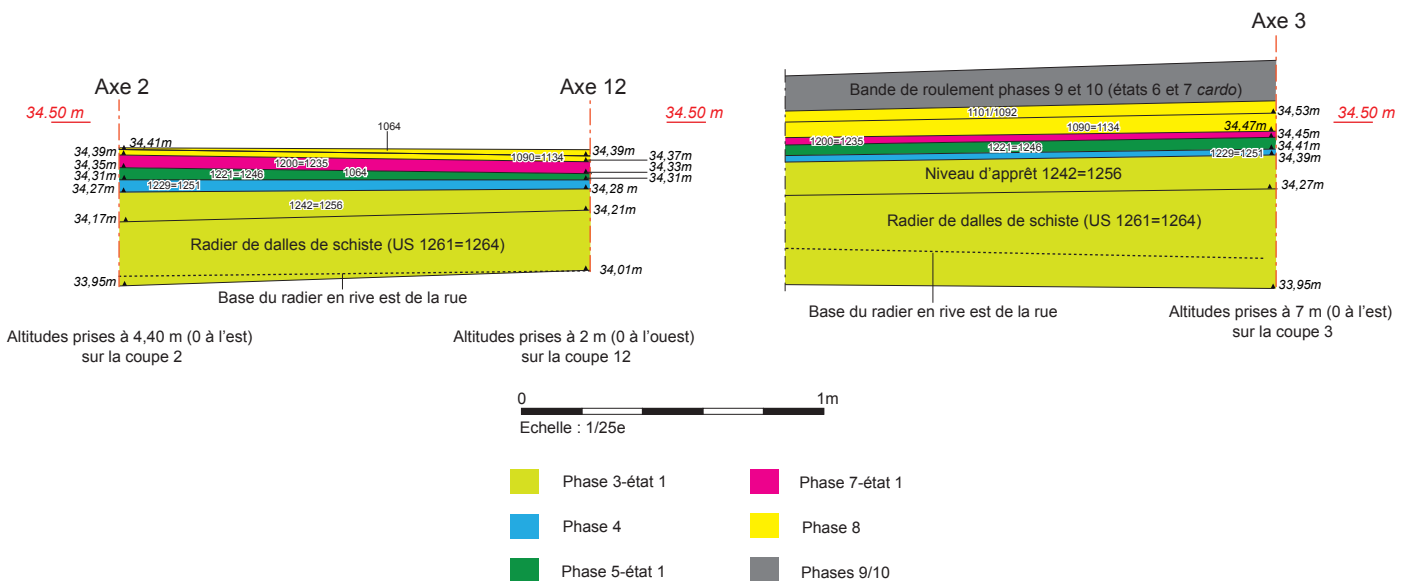 Axe 3
Axe 2
Axe 12
34.50 m
34.50 m
34.50 m
1064
34,41m
34,39m
34,35m
34,31m
34,27m
34,17m
33,95m
1200=1235
1090=1134
1221=1246
1064
1229=1251
1242=1256
Radier de dalles de schiste (US 1261=1264)
34,39m
34,37m
34,33m
34,31m
34,28 m
34,21m
34,01m
Base du radier en rive est de la rue
Altitudes prises à 4,40 m (0 à l'est)
sur la coupe 2
Altitudes prises à 2 m (0 à l'ouest)
sur la coupe 12
Bande de roulement phases 9 et 10 (états 6 et 7 cardo)
1101/1092
34,53m
1090=1134
34,47m
34,45m
1200=1235
1221=1246
34,41m
1229=1251
34,39m
Niveau d'apprêt 1242=1256
34,27m
Radier de dalles de schiste (US 1261=1264)
33,95m
Base du radier en rive est de la rue
Altitudes prises à 7 m (0 à l'est)
sur la coupe 3
0
1m
Echelle : 1/25e
Phase 3-état 1
Phase 7-état 1
Phase 4
Phase 8
Phase 5-état 1
Phases 9/10